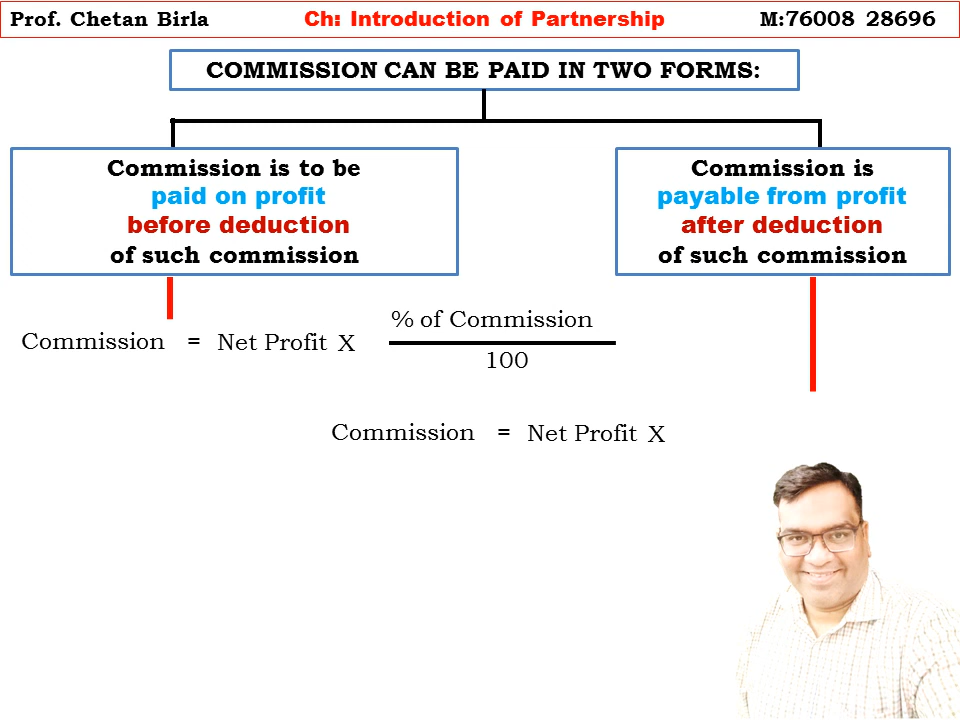 Prof. Chetan Birla Ch: Introduction of Partnership M:76008 28696
COMMISSION CAN BE PAID IN TWO FORMS:
Commission is to be
paid on profit
before deduction
of such commission
Commission is
payable from profit
after deduction
of such commission
% of Commission
Commission = Net Profit X
100
Commission = Net Profit X